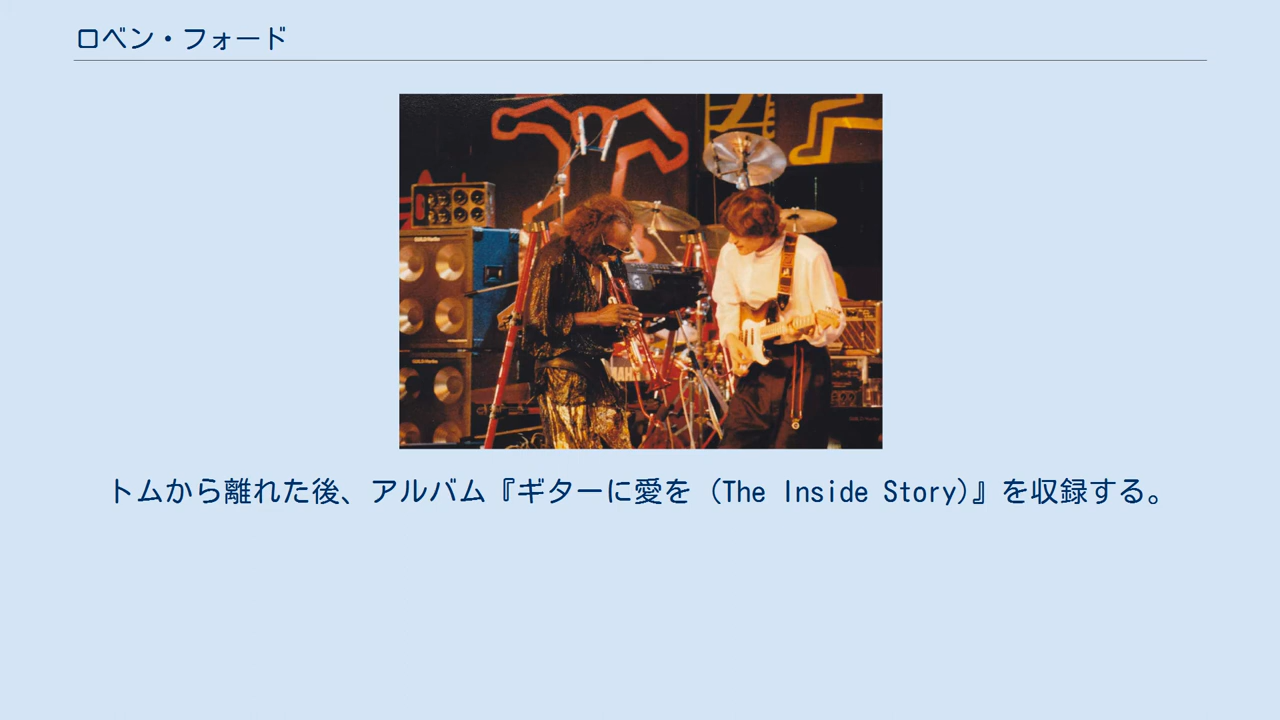 ロベン・フォード
トムから離れた後、アルバム『ギターに愛を (The Inside Story)』を収録する。